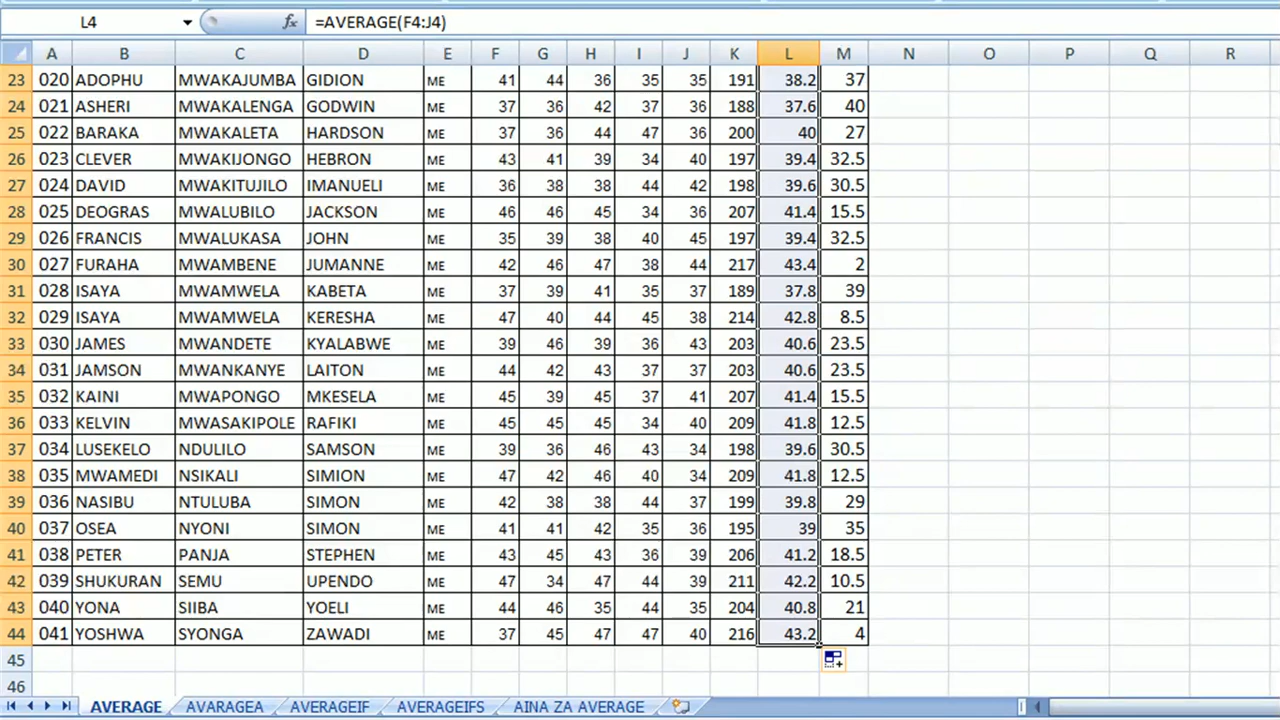 L4 fx =AVERAGE(F4:J4)
A B C D E F G H I J K L M N O P Q R
23 020 ADOPHU MWAKAJUMBA GIDION ME 41 44 36 35 35 191 38.2 37
24 021 ASHERI MWAKALENGA GODWIN ME 37 36 42 37 36 188 37.6 40
25 022 BARAKA MWAKALETA HARDSON ME 37 36 44 47 36 200 40 27
26 023 CLEVER MWAKIJONGO HEBRON ME 43 41 39 34 40 197 39.4 32.5
27 024 DAVID MWAKITUJILO IMANUELI ME 36 38 38 44 42 198 39.6 30.5
28 025 DEOGRAS MWALUBILO JACKSON ME 46 46 45 34 36 207 41.4 15.5
29 026 FRANCIS MWALUKASA JOHN ME 35 39 38 40 45 197 39.4 32.5
30 027 FURAHA MWAMBENE JUMANNE ME 42 46 47 38 44 217 43.4 2
31 028 ISAYA MWAMWELA KABETA ME 37 39 41 35 37 189 37.8 39
32 029 ISAYA MWAMWELA KERESHA ME 47 40 44 45 38 214 42.8 8.5
33 030 JAMES MWANDETE KYALABWE ME 39 46 39 36 43 203 40.6 23.5
34 031 JAMSON MWANKANYE LAITON ME 44 42 43 37 37 203 40.6 23.5
35 032 KAINI MWAPONGO MKESELA ME 45 39 45 37 41 207 41.4 15.5
36 033 KELVIN MWASAKIPOLE RAFIKI ME 45 45 45 34 40 209 41.8 12.5
37 034 LUSEKELO NDULILO SAMSON ME 39 36 46 43 34 198 39.6 30.5
38 035 MWAMEDI NSIKALI SIMION ME 47 42 46 40 34 209 41.8 12.5
39 036 NASIBU NTULUBA SIMON ME 42 38 38 44 37 199 39.8 29
40 037 OSEA NYONI SIMON ME 41 41 42 35 36 195 39 35
41 038 PETER PANJA STEPHEN ME 43 45 43 36 39 206 41.2 18.5
42 039 SHUKURAN SEMU UPENDO ME 47 34 47 44 39 211 42.2 10.5
43 040 YONA SIIBA YOELI ME 44 46 35 44 35 204 40.8 21
44 041 YOSHWA SYONGA ZAWADI ME 37 45 47 47 40 216 43.2 4
45
46
AVERAGE AVARAGEA AVERAGEIF AVERAGEIFS AINA ZA AVERAGE